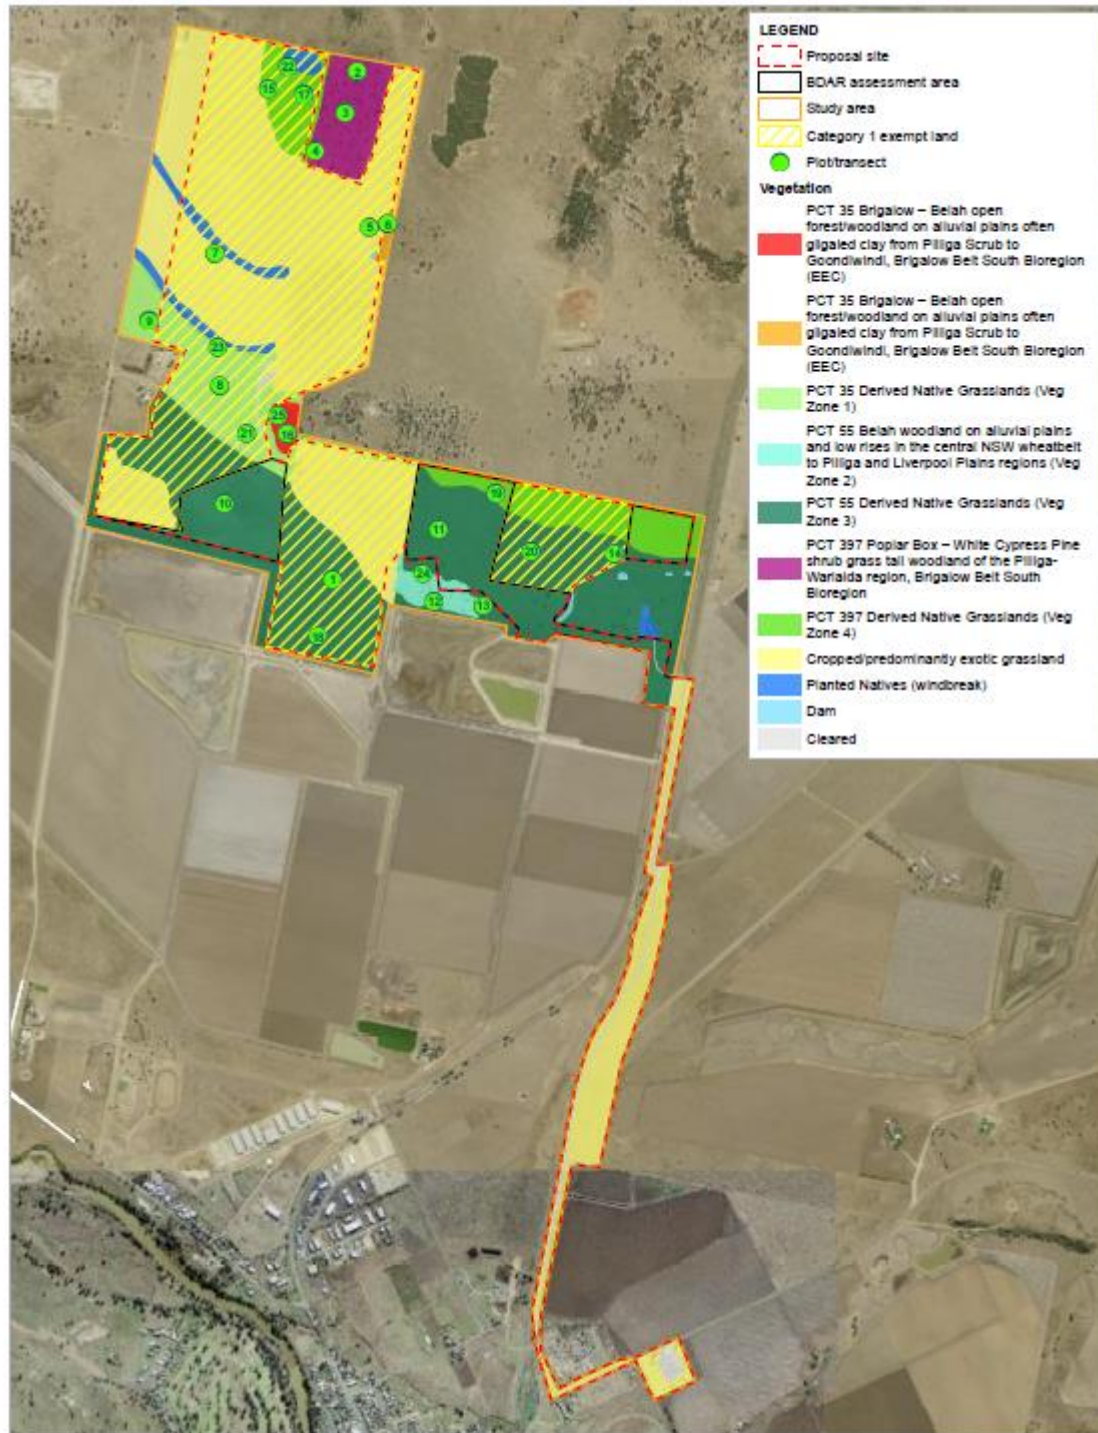 LEGEND
Proposal site
BDAR assessment area
Study area
Category 1 exempt land
Plot/transect
Vegetation
PCT 35 Brigalow – Belah open
forest/woodland on alluvial plains often
gilgaied clay from Pilliga Scrub to
Goondiwindi, Brigalow Belt South Bioregion
(EEC)
PCT 35 Brigalow – Belah open
forest/woodland on alluvial plains often
gilgaied clay from Pilliga Scrub to
Goondiwindi, Brigalow Belt South Bioregion
(EEC)
PCT 35 Derived Native Grasslands (Veg
Zone 1)
PCT 55 Belah woodland on alluvial plains
and low rises in the central NSW wheatbelt
to Pilliga and Liverpool Plains regions (Veg
Zone 2)
PCT 55 Derived Native Grasslands (Veg
Zone 3)
PCT 397 Poplar Box – White Cypress Pine
shrub grass tall woodland of the Pilliga-
Warialda region, Brigalow Belt South
Bioregion
PCT 397 Derived Native Grasslands (Veg
Zone 4)
Cropped/predominantly exotic grassland
Planted Natives (windbreak)
Dam
Cleared
22
2
15
17
3
4
5
6
7
9
23
8
25
21
16
10
19
11
20
14
24
1
12
13
18